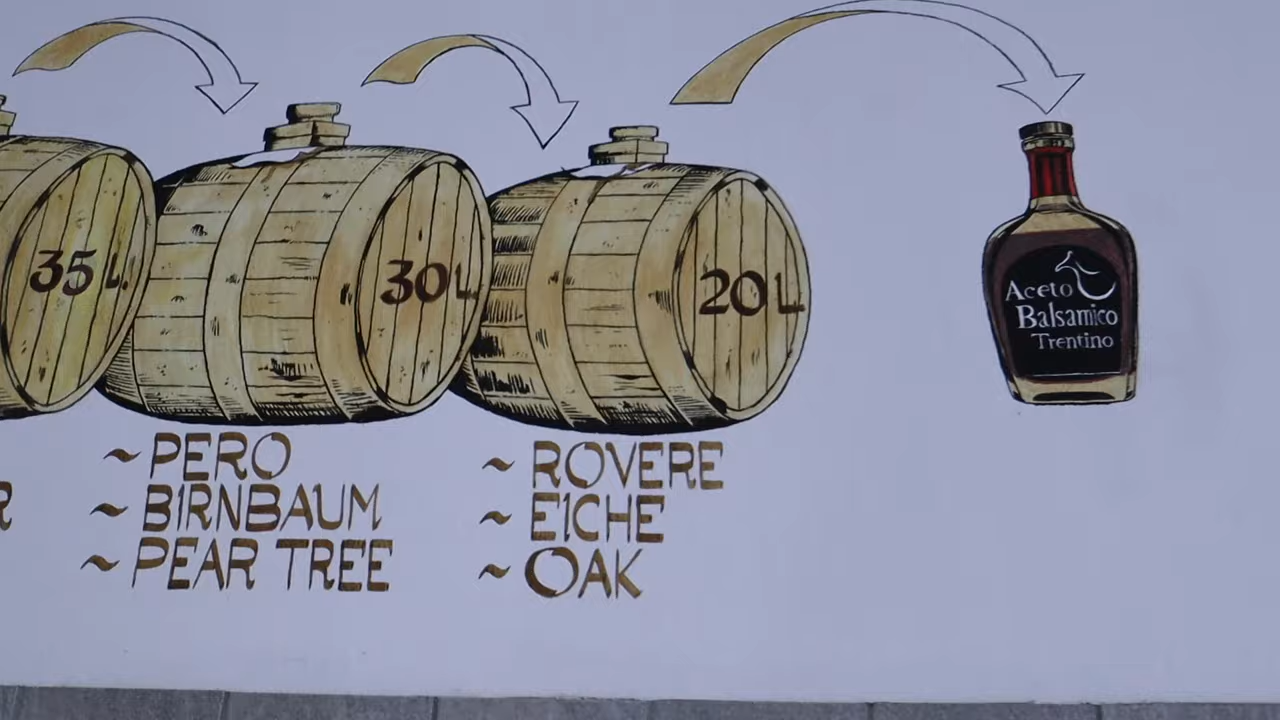 35 L.
30 L.
20 L.
Aceto
Balsamico
Trentino
~ PERO
~ BIRNBAUM
~ PEAR TREE
~ ROVERE
~ EICHE
~ OAK
R